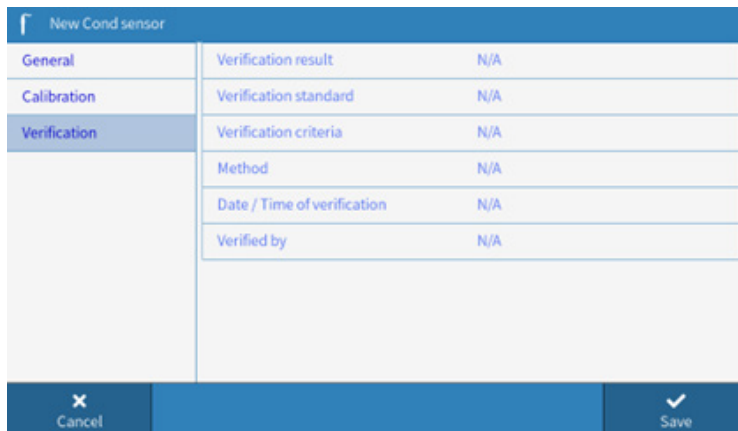 New Cond sensor
General
Calibration
Verification
Verification result N/A
Verification standard N/A
Verification criteria N/A
Method N/A
Date / Time of verification N/A
Verified by N/A
Cancel
Save